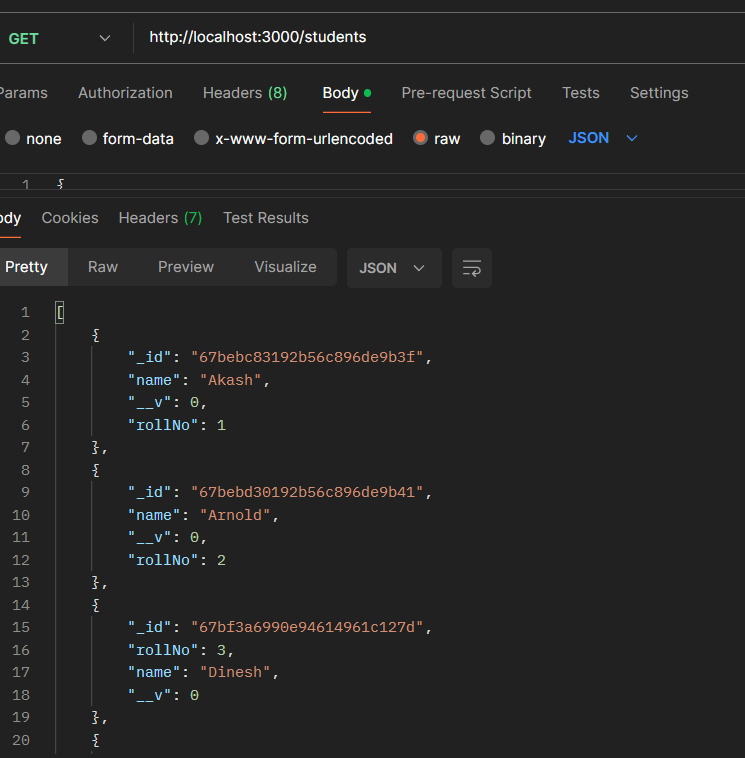 GET http://localhost:3000/students
Params Authorization Headers (8) Body Pre-request Script Tests Settings
none form-data x-www-form-urlencoded raw binary JSON
1 {
ody Cookies Headers (7) Test Results
Pretty Raw Preview Visualize JSON
1 [
2 {
3 "_id": "67bebc83192b56c896de9b3f",
4 "name": "Akash",
5 "__v": 0,
6 "rollNo": 1
7 },
8 {
9 "_id": "67bebd30192b56c896de9b41",
10 "name": "Arnold",
11 "__v": 0,
12 "rollNo": 2
13 },
14 {
15 "_id": "67bf3a6990e94614961c127d",
16 "rollNo": 3,
17 "name": "Dinesh",
18 "__v": 0
19 },
20 {